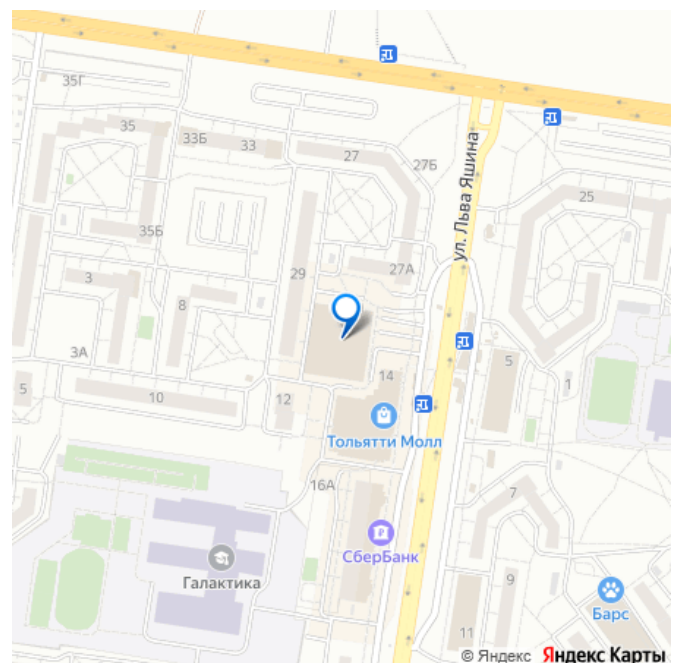 35Г
35
33Б
33
27
27Б
ул. Льва Яшина
25
35Б
3
8
29
27А
3А
5
10
12
14
5
1
Тольятти Молл
16А
7
Галактика
СберБанк
9
Барс
11
© Яндекс Яндекс Карты